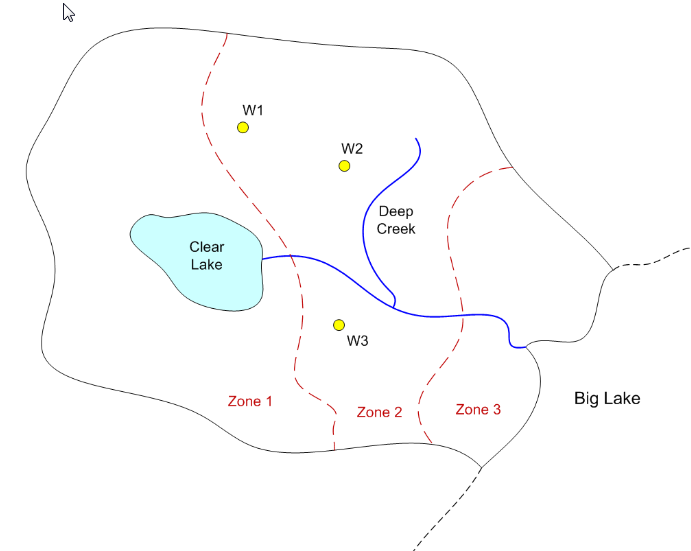 W1
W2
Deep
Creek
Clear
Lake
W3
Zone 1
Zone 2
Zone 3
Big Lake